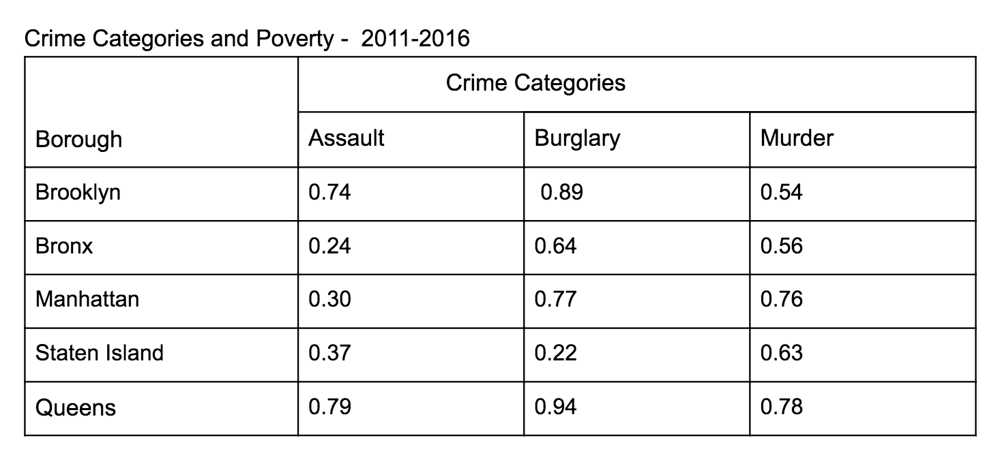 Crime Categories and Poverty - 2011-2016
Crime Categories
Borough Assault Burglary Murder
Brooklyn 0.74 0.89 0.54
Bronx 0.24 0.64 0.56
Manhattan 0.30 0.77 0.76
Staten Island 0.37 0.22 0.63
Queens 0.79 0.94 0.78